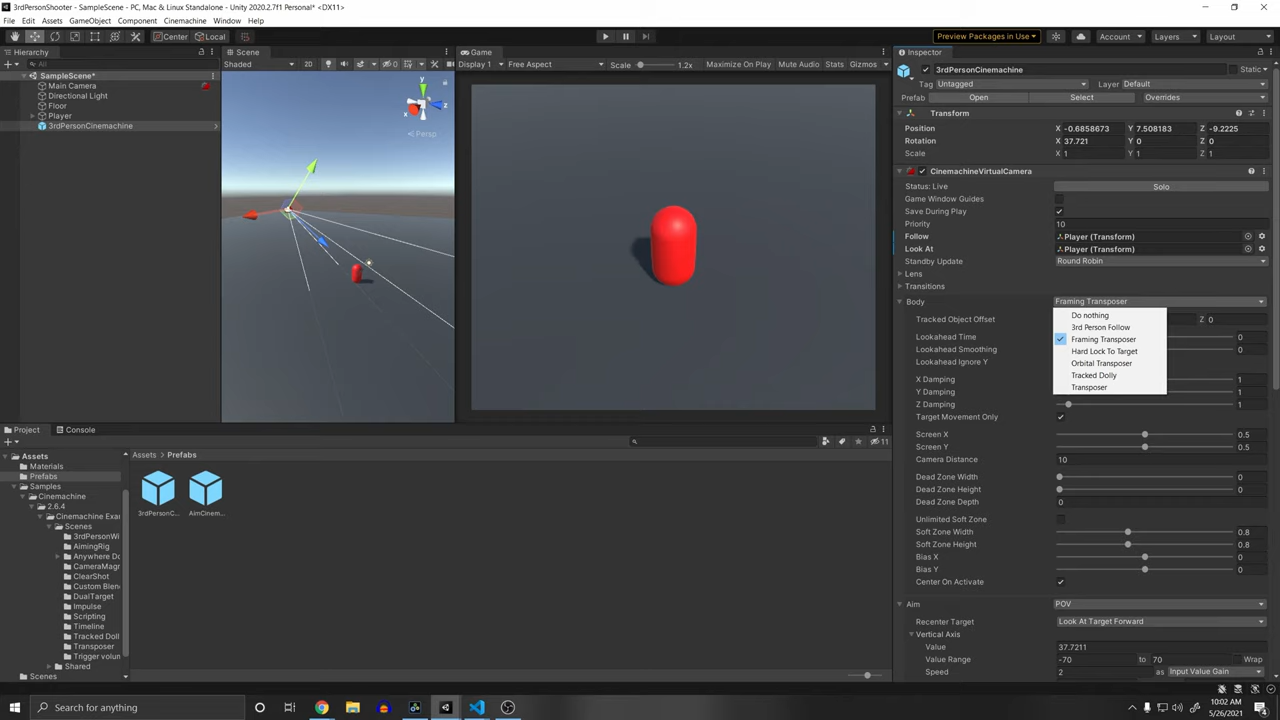 3rdPersonShooter - SampleScene - PC, Mac & Linux Standalone - Unity 2020.2.7f1 Personal* <DX11>
File Edit Assets GameObject Component Cinemachine Window Help
Center Local Preview Packages in Use Account Layers Layout
Hierarchy Scene Game Inspector
All
Shaded 2D 0 Gizmos
Display 1 Free Aspect Scale 1.2x Maximize On Play Mute Audio Stats Gizmos
SampleScene*
Main Camera
Directional Light
Floor
Player
3rdPersonCinemachine
y
z
x
Persp
3rdPersonCinemachine Static
Tag Untagged Layer Default
Prefab Open Select Overrides
Transform
Position X -0.6858673 Y 7.508183 Z -9.2225
Rotation X 37.721 Y 0 Z 0
Scale X 1 Y 1 Z 1
CinemachineVirtualCamera
Status: Live Solo
Game Window Guides
Save During Play
Priority 10
Follow Player (Transform)
Look At Player (Transform)
Standby Update Round Robin
Lens
Transitions
Body Framing Transposer
Do nothing
3rd Person Follow
Framing Transposer
Hard Lock To Target
Orbital Transposer
Tracked Dolly
Transposer
Tracked Object Offset Z 0
Lookahead Time 0
Lookahead Smoothing 0
Lookahead Ignore Y
X Damping 1
Y Damping 1
Z Damping 1
Target Movement Only
Screen X 0.5
Screen Y 0.5
Camera Distance 10
Dead Zone Width 0
Dead Zone Height 0
Dead Zone Depth 0
Unlimited Soft Zone
Soft Zone Width 0.8
Soft Zone Height 0.8
Bias X 0
Bias Y 0
Center On Activate
Aim POV
Recenter Target Look At Target Forward
Vertical Axis
Value 37.7211
Value Range -70 to 70 Wrap
Speed 2 as Input Value Gain
Project Console
11
Assets
Materials
Prefabs
Samples
Cinemachine
2.6.4
Cinemachine Exa
Scenes
3rdPersonWi
AimingRig
Anywhere Do
CameraMagn
ClearShot
Custom Blen
DualTarget
Impulse
Scripting
Timeline
Tracked Doll
Transposer
Trigger volun
Shared
Scenes
Assets Prefabs
3rdPersonC... AimCinem...
Search for anything
10:02 AM
5/26/2021
4